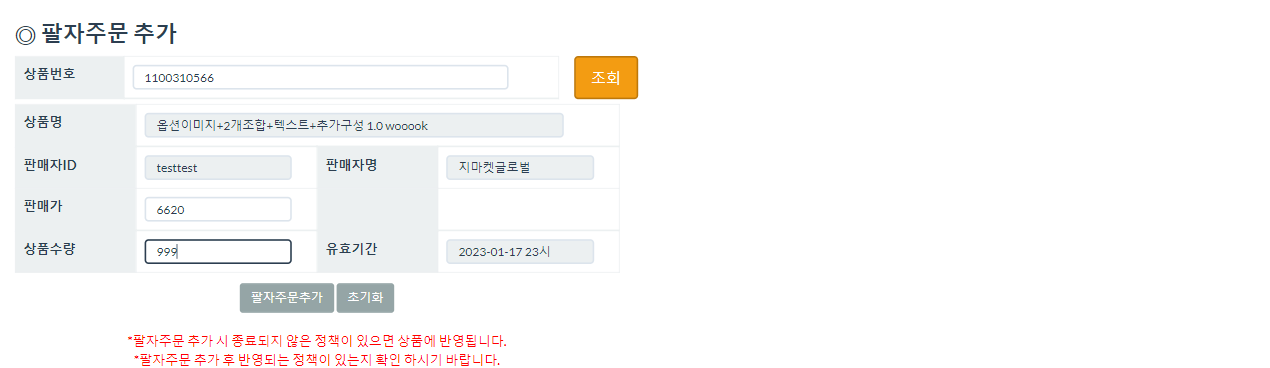 ◎ 팔자주문 추가
상품번호 1100310566 조회
상품명 옵션이미지+2개조합+텍스트+추가구성 1.0 wooook
판매자ID testtest 판매자명 지마켓글로벌
판매가 6620
상품수량 999 유효기간 2023-01-17 23시
팔자주문추가 초기화
*팔자주문 추가 시 종료되지 않은 정책이 있으면 상품에 반영됩니다.
*팔자주문 추가 후 반영되는 정책이 있는지 확인 하시기 바랍니다.